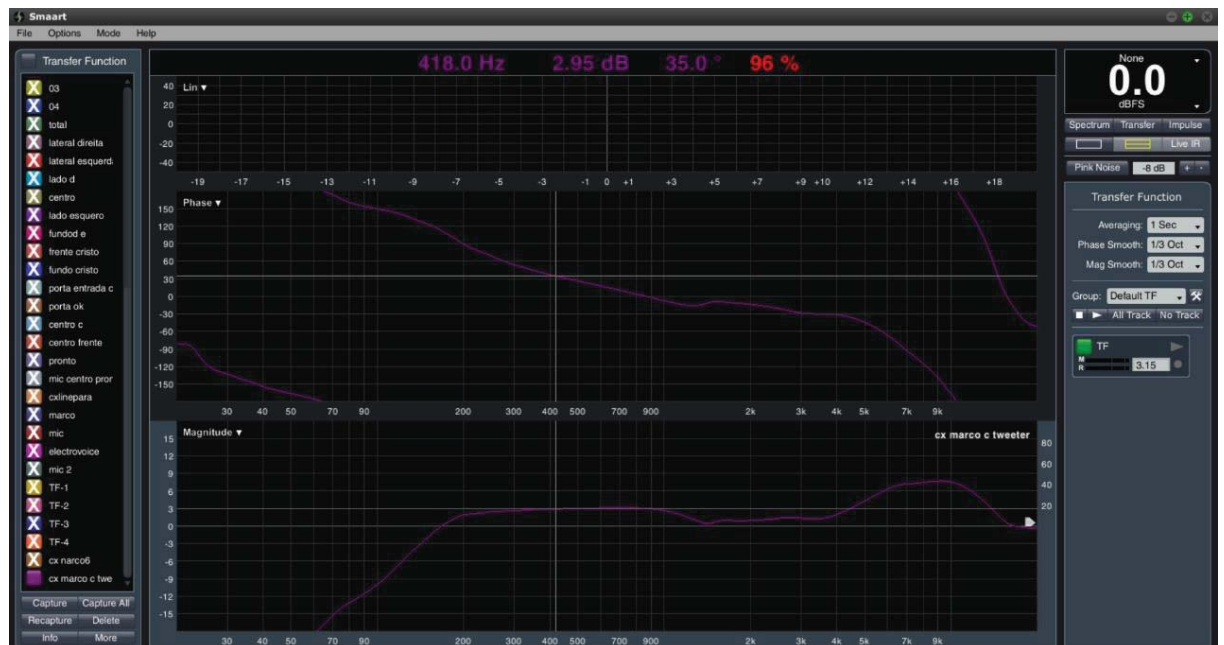 Smaart
File Options Mode Help
Transfer Function
03
04
total
lateral direita
lateral esquerd
lado d
centro
lado esquero
fundod e
frente cristo
fundo cristo
porta entrada c
porta ok
centro c
centro frente
pronto
mic centro pror
cxlinepara
marco
mic
electrovoice
mic 2
TF-1
TF-2
TF-3
TF-4
cx narco6
cx marco c twe
Capture Capture All
Recapture Delete
Info More
418.0 Hz 2.95 dB 35.0 ° 96 %
Lin
40
20
0
-20
-40
-19 -17 -15 -13 -11 -9 -7 -5 -3 -1 0 +1 +3 +5 +7 +9 +10 +12 +14 +16 +18
Phase
150
120
90
60
30
0
-30
-60
-90
-120
-150
30 40 50 70 90 200 300 400 500 700 900 2k 3k 4k 5k 7k 9k
Magnitude
cx marco c tweeter
15
12
9
6
3
0
-3
-6
-9
-12
-15
80
60
40
20
30 40 50 70 90 200 300 400 500 700 900 2k 3k 4k 5k 7k 9k
None
0.0
dBFS
Spectrum Transfer Impulse
Live IR
Pink Noise -8 dB + -
Transfer Function
Averaging: 1 Sec
Phase Smooth: 1/3 Oct
Mag Smooth: 1/3 Oct
Group: Default TF
All Track No Track
TF
M
R
3.15